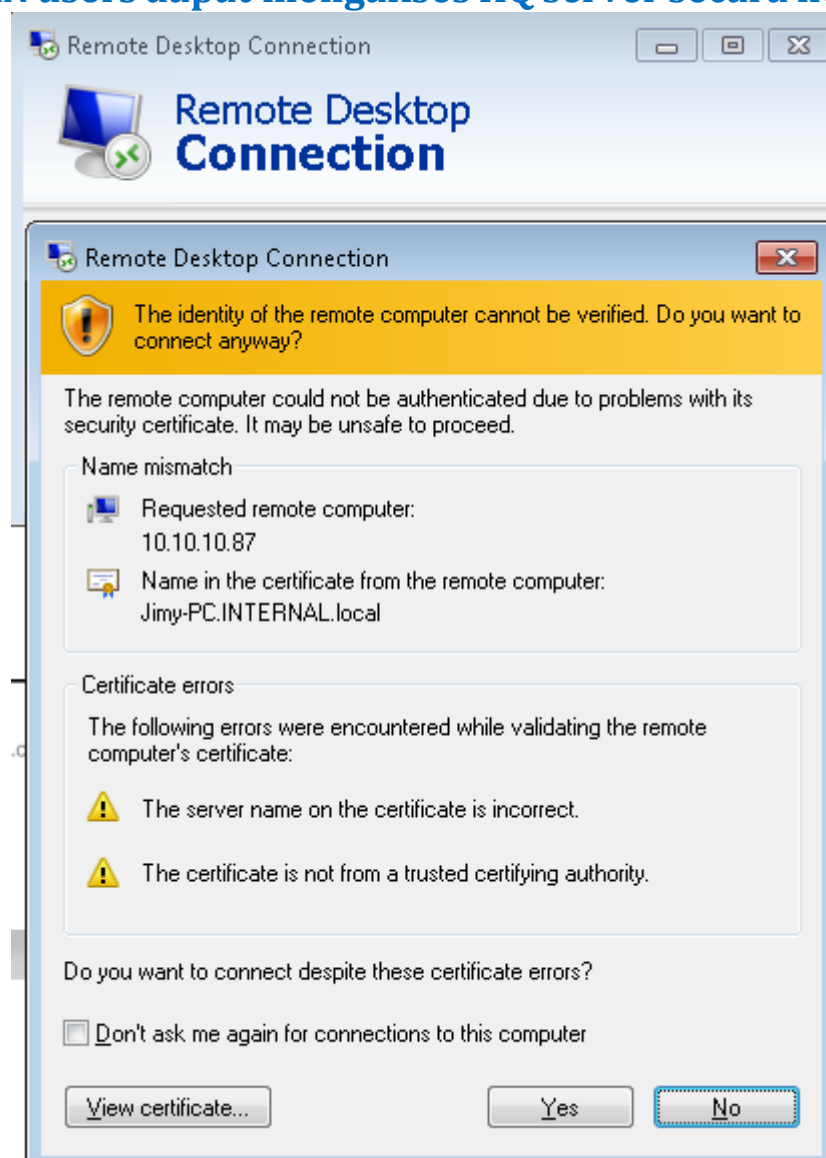 users dapat mengakses HQ server secara
Remote Desktop Connection
Remote Desktop
Connection
Remote Desktop Connection
The identity of the remote computer cannot be verified. Do you want to
connect anyway?
The remote computer could not be authenticated due to problems with its
security certificate. It may be unsafe to proceed.
Name mismatch
Requested remote computer:
10.10.10.87
Name in the certificate from the remote computer:
Jimy-PC.INTERNAL.local
Certificate errors
The following errors were encountered while validating the remote
computer's certificate:
The server name on the certificate is incorrect.
The certificate is not from a trusted certifying authority.
Do you want to connect despite these certificate errors?
Don't ask me again for connections to this computer
View certificate...
Yes
No